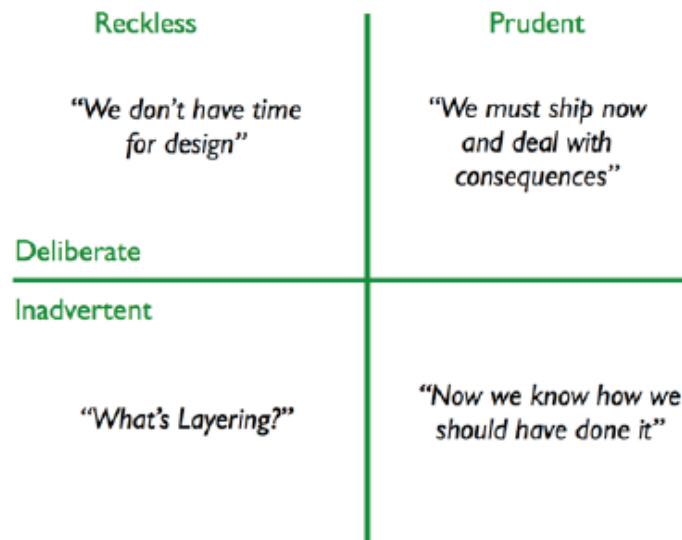 Reckless
Prudent
“We don’t have time
for design”
“We must ship now
and deal with
consequences”
Deliberate
Inadvertent
“What’s Layering?”
“Now we know how we
should have done it”